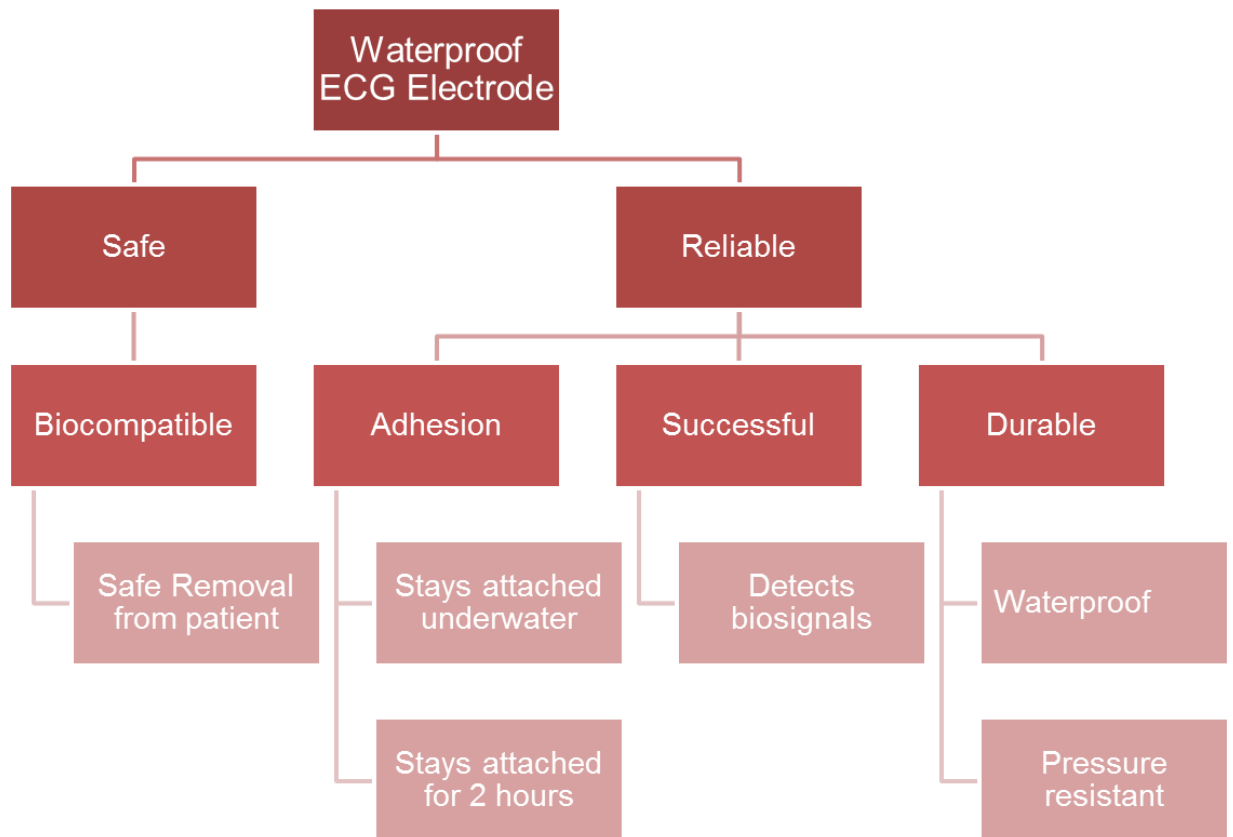 Waterproof
ECG Electrode
Safe
Reliable
Biocompatible
Adhesion
Successful
Durable
Safe Removal
from patient
Stays attached
underwater
Detects
biosignals
Waterproof
Stays attached
for 2 hours
Pressure
resistant